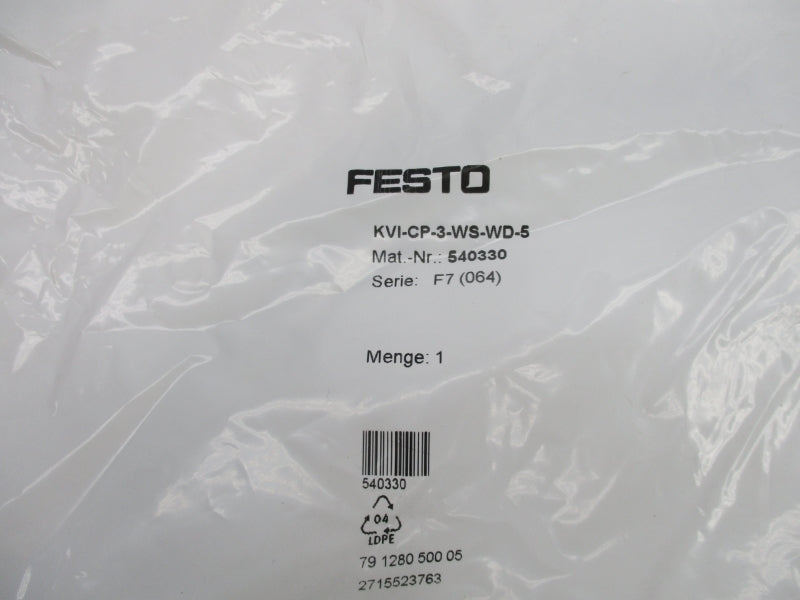 FESTO
KVI-CP-3-WS-WD-5
Mat.-Nr.: 540330
Serie: F7 (064)
Menge: 1
540330
04
LDPE
79 1280 500 05
2715523763